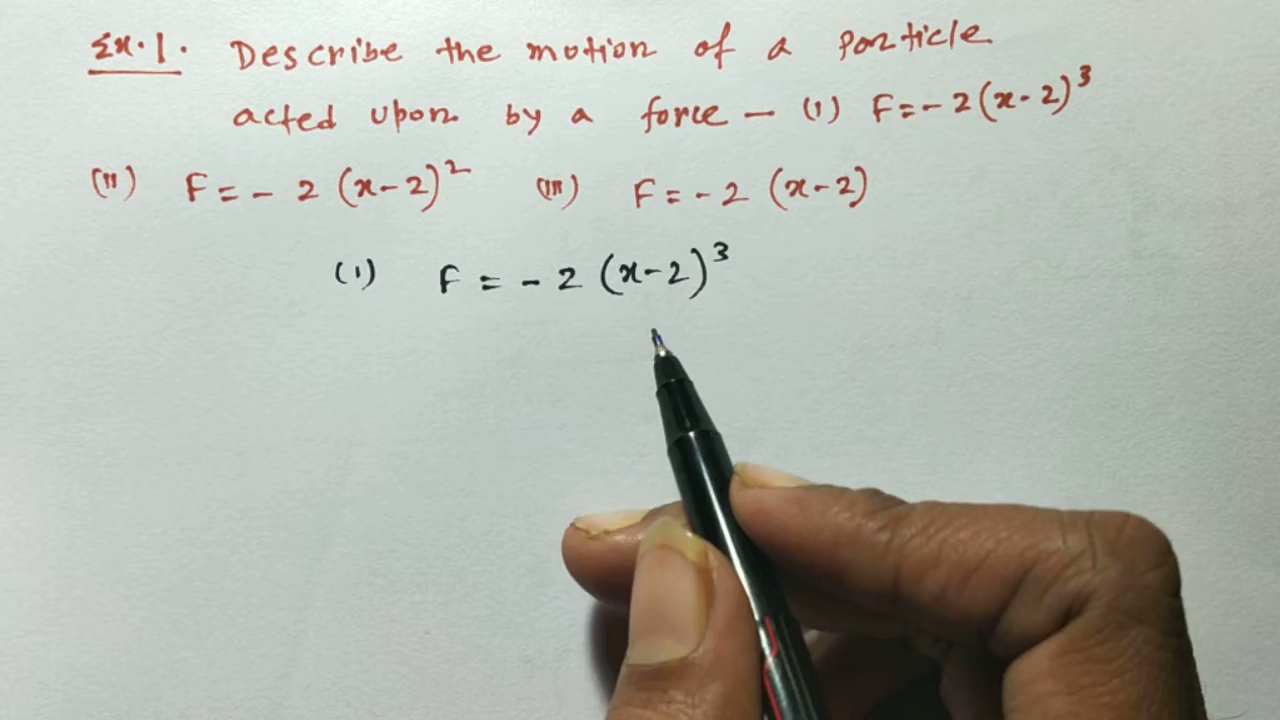 Ex.1. Describe the motion of a particle
acted upon by a force — (i) F = - 2 (x - 2)³
(ii) F = - 2 (x - 2)² (iii) F = - 2 (x - 2)
(i) F = - 2 (x - 2)³